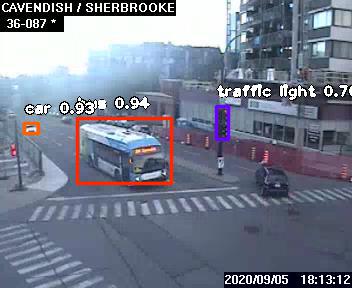 CAVENDISH / SHERBROOKE
36-087 *
car 0.93
0.94
traffic light 0.70
2020/09/05 18:13:12